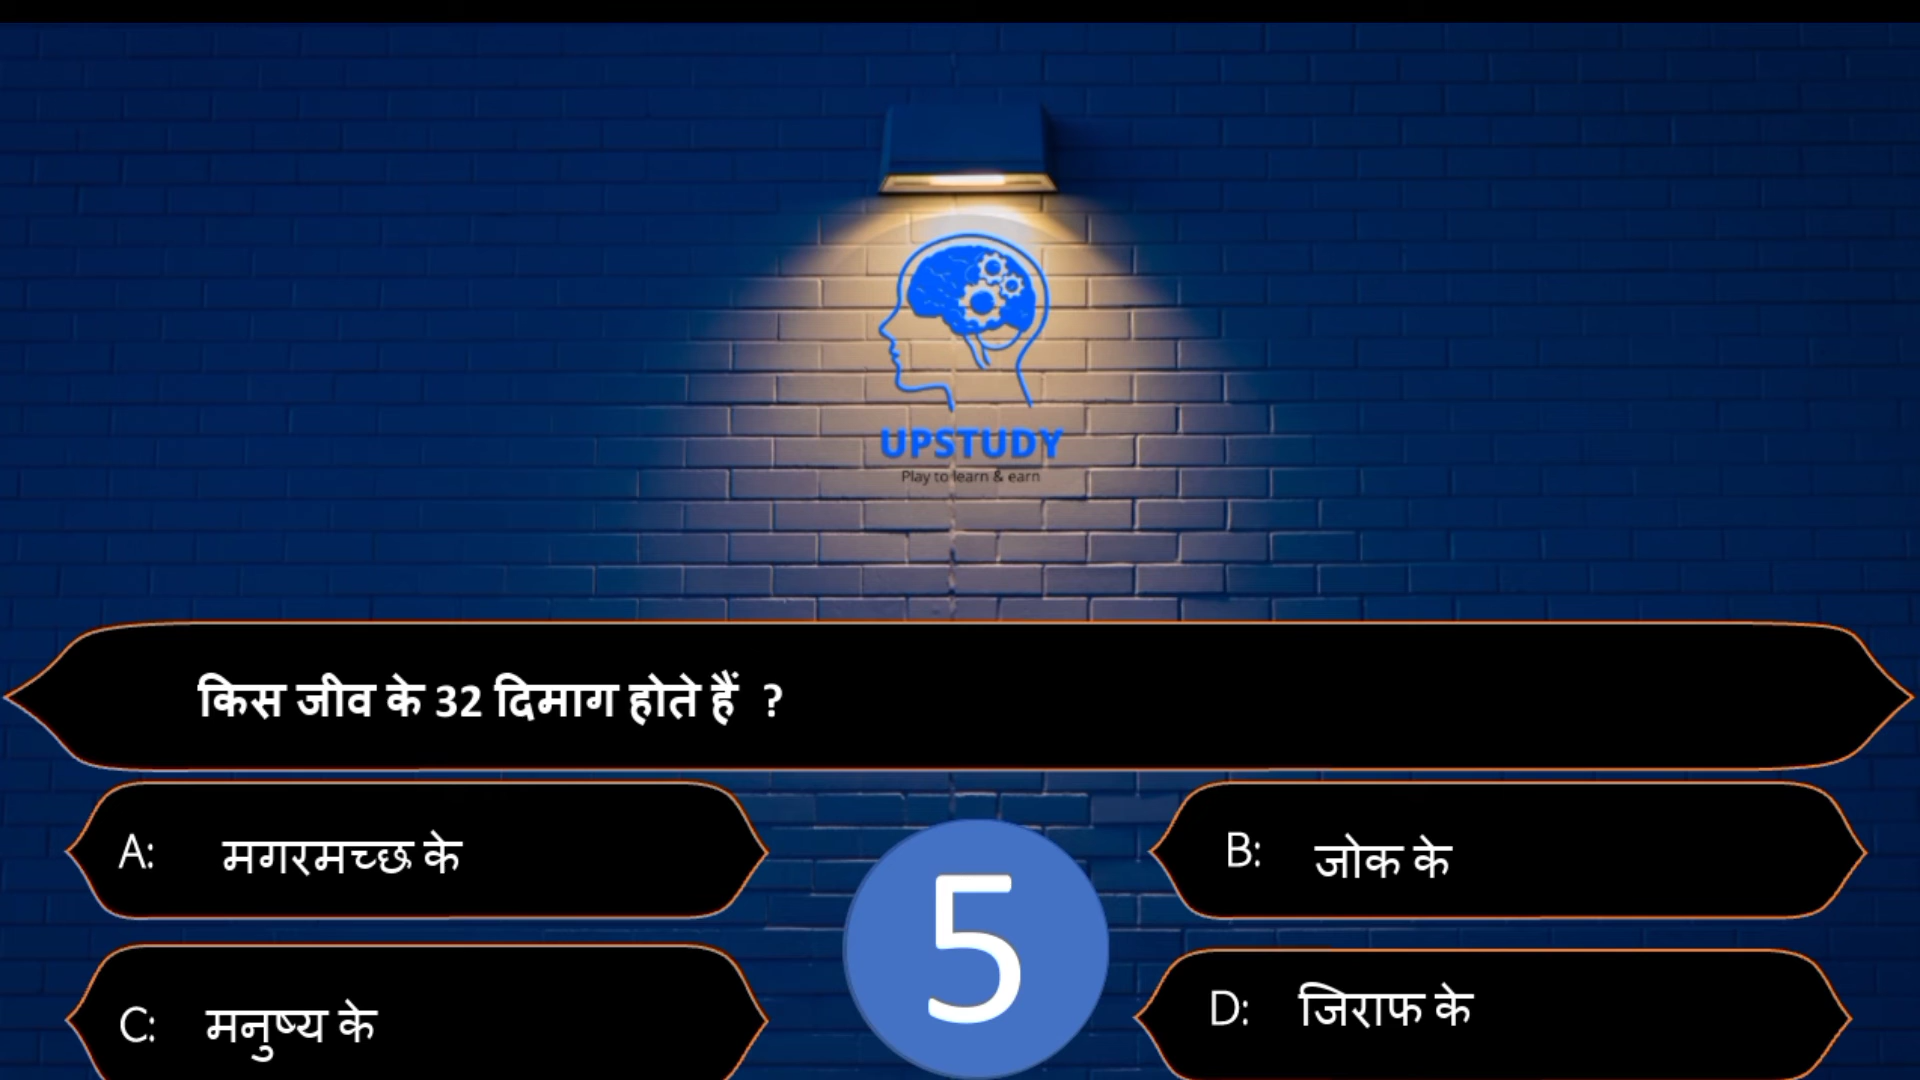 UPSTUDY
Play to learn & earn
किस जीव के 32 दिमाग होते हैं ?
A: मगरमच्छ के
B: जोक के
5
C: मनुष्य के
D: जिराफ के